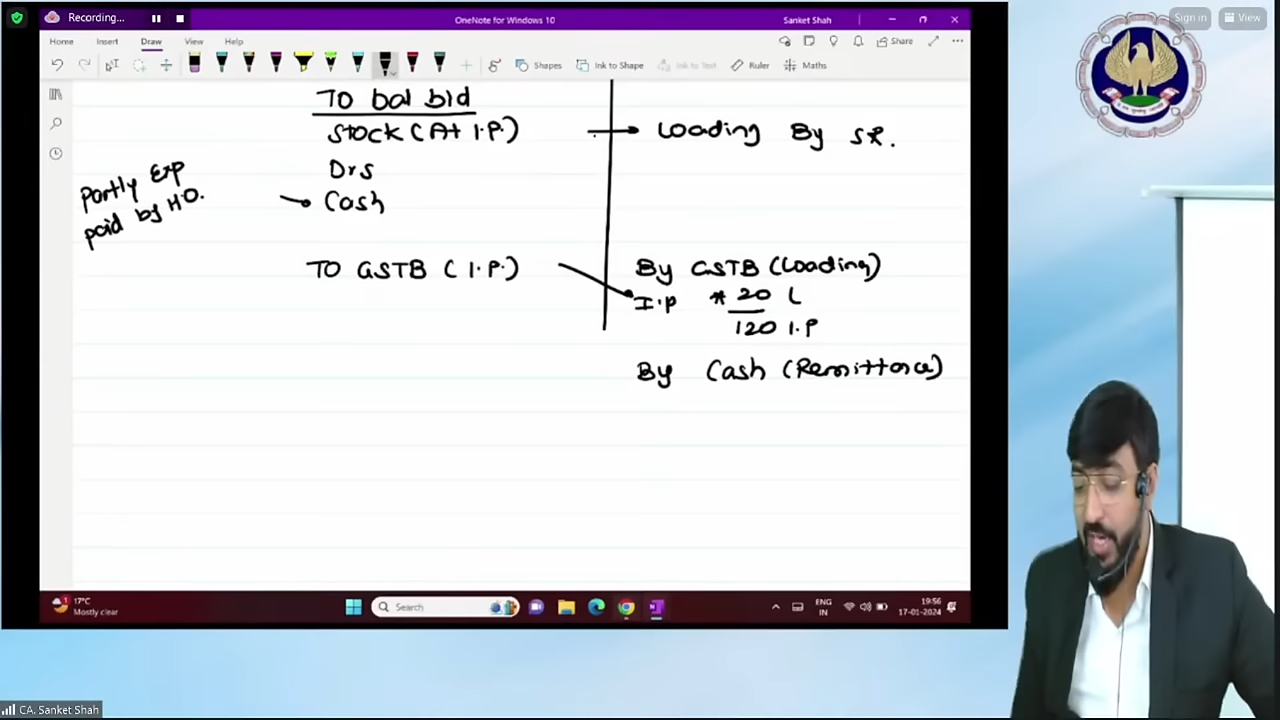 Recording...
OneNote for Windows 10
Sanket Shah
Sign in
View
Home Insert Draw View Help
Share
Shapes
Ink to Shape
Ink to Text
Ruler
Maths
To bal b/d
Stock (At I.P.)
Loading By SR.
Drs
Cash
Partly Exp
paid by H.O.
To GSTB (I.P.)
By GSTB (Loading)
I.P * 20 L
120 I.P
By Cash (Remittance)
17°C
Mostly clear
Search
ENG
IN
19:56
17-01-2024
CA. Sanket Shah